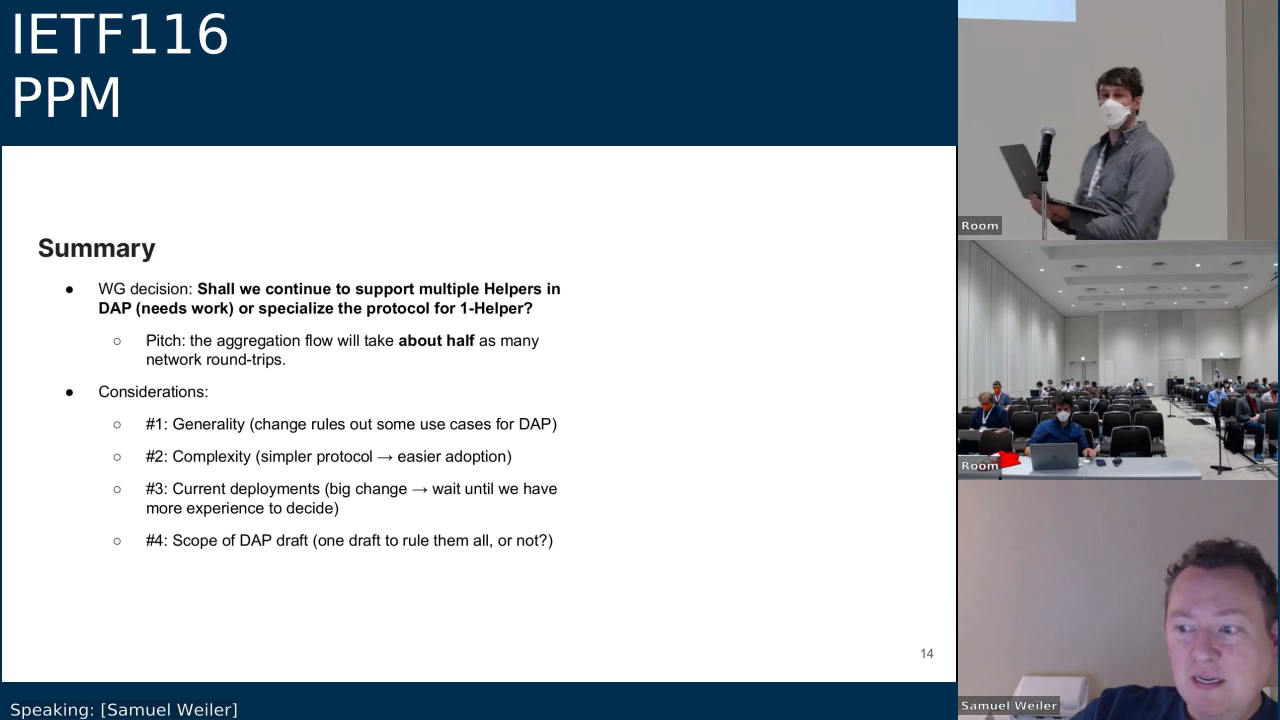 IETF116
PPM
Summary
● WG decision: Shall we continue to support multiple Helpers in
DAP (needs work) or specialize the protocol for 1-Helper?
○ Pitch: the aggregation flow will take about half as many
network round-trips.
● Considerations:
○ #1: Generality (change rules out some use cases for DAP)
○ #2: Complexity (simpler protocol → easier adoption)
○ #3: Current deployments (big change → wait until we have
more experience to decide)
○ #4: Scope of DAP draft (one draft to rule them all, or not?)
14
Speaking: [Samuel Weiler]
Room
Room
Samuel Weiler